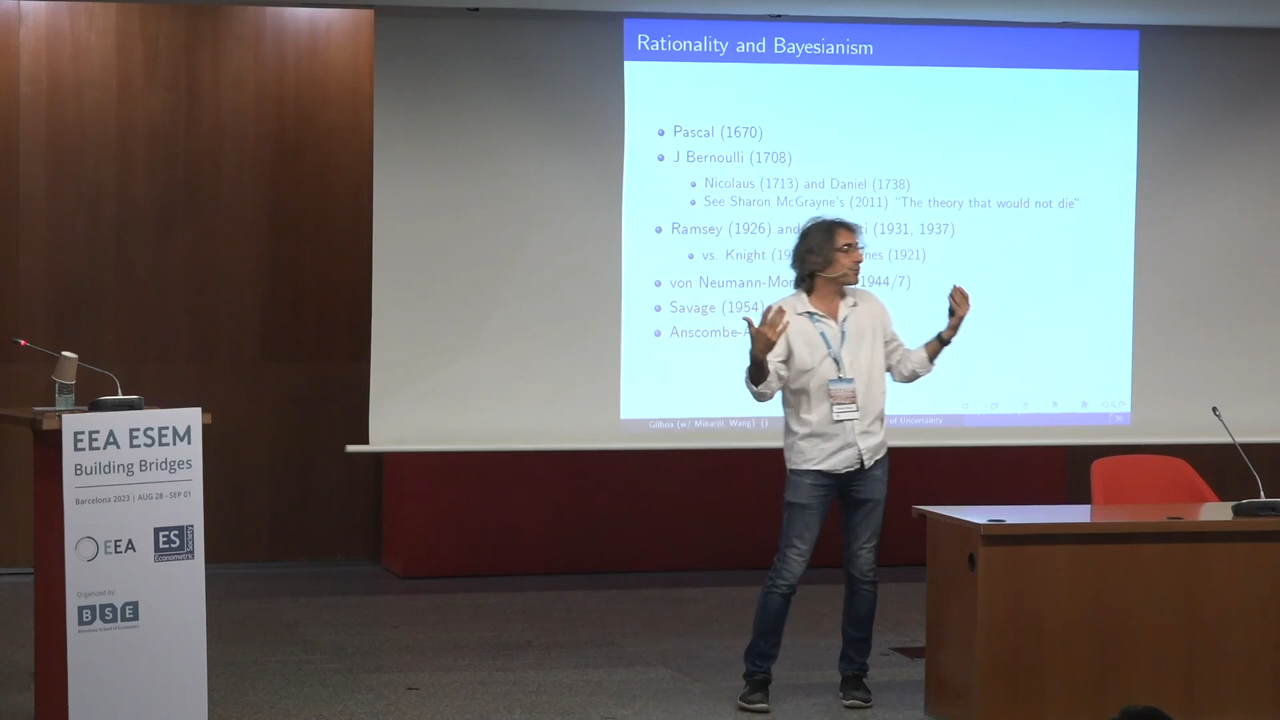 Rationality and Bayesianism
Pascal (1670)
J Bernoulli (1708)
Nicolaus (1713) and Daniel (1738)
See Sharon McGrayne's (2011) "The theory that would not die"
Ramsey (1926) and (1931, 1937)
vs. Knight (1921)
von Neumann-Mor 1944/7)
Savage (1954)
Anscombe-A
Gilboa (w/ Minardi, Wang) () of Uncertainty
EEA ESEM
Building Bridges
Barcelona 2023 | AUG 28 - SEP 01
EEA
ES
Econometric
Society
Organized by:
BSE
Barcelona School of Economics